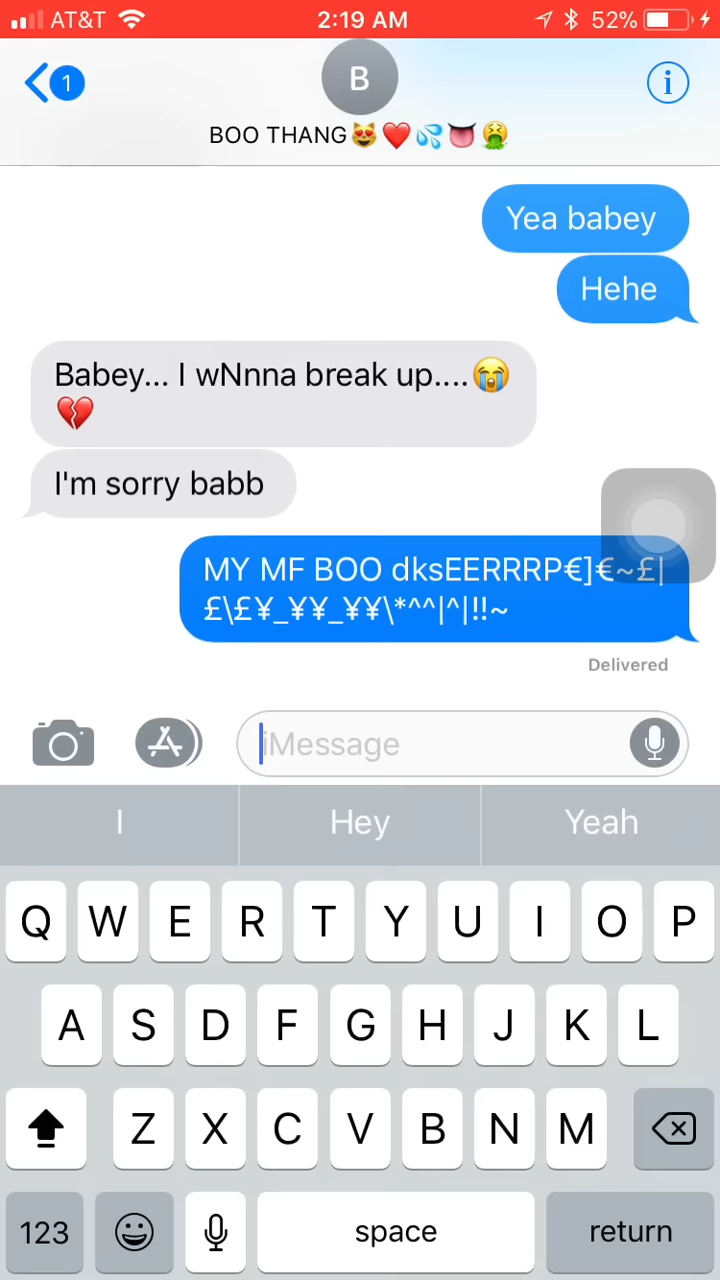 AT&T 2:19 AM 52%
1 B i
BOO THANG😻❤️💦👅🤮
Yea babey
Hehe
Babey... I wNnna break up....😭
💔
I'm sorry babb
MY MF BOO dksEERRRP€]€~£|
£\£¥_¥¥_¥¥\*^^|^|!!~
Delivered
iMessage
I Hey Yeah
Q W E R T Y U I O P
A S D F G H J K L
Z X C V B N M
123 space return